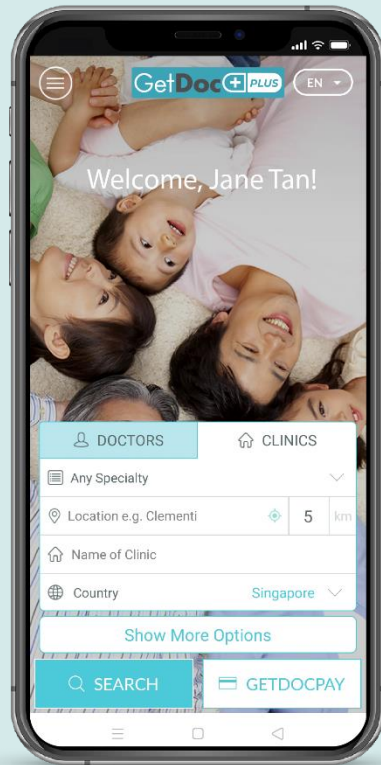 GetDoc+ PLUS
EN
Welcome, Jane Tan!
DOCTORS
CLINICS
Any Specialty
Location e.g. Clementi
5
km
Name of Clinic
Country
Singapore
Show More Options
SEARCH
GETDOCPAY